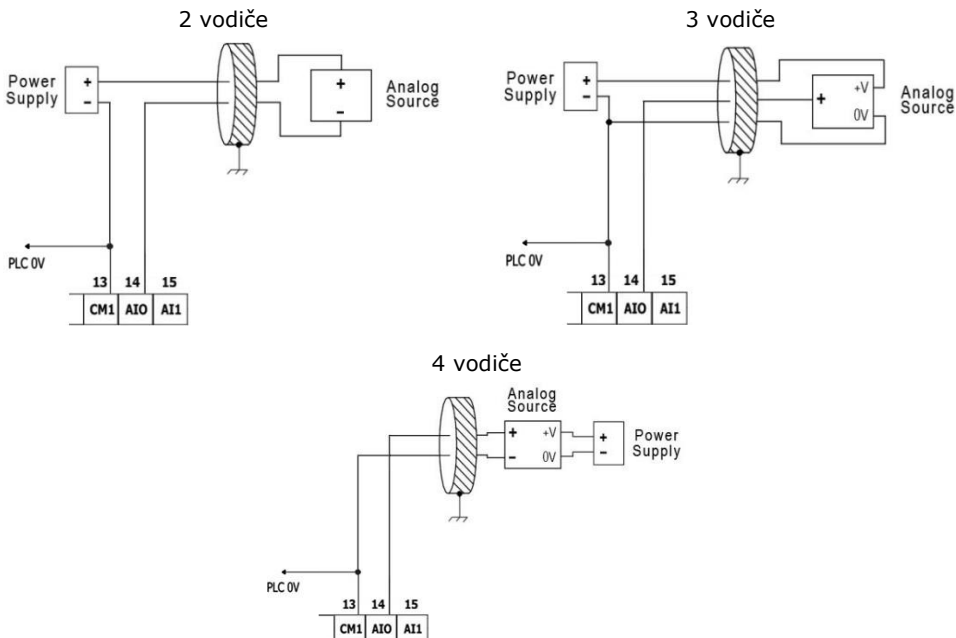 2 vodiče
Power
Supply
+
-
+
-
Analog
Source
PLC 0V
13 14 15
CM1 AI0 AI1
3 vodiče
Power
Supply
+
-
+
+V
0V
Analog
Source
PLC 0V
13 14 15
CM1 AI0 AI1
4 vodiče
Analog
Source
+ +V
- 0V
+
-
Power
Supply
PLC 0V
13 14 15
CM1 AI0 AI1